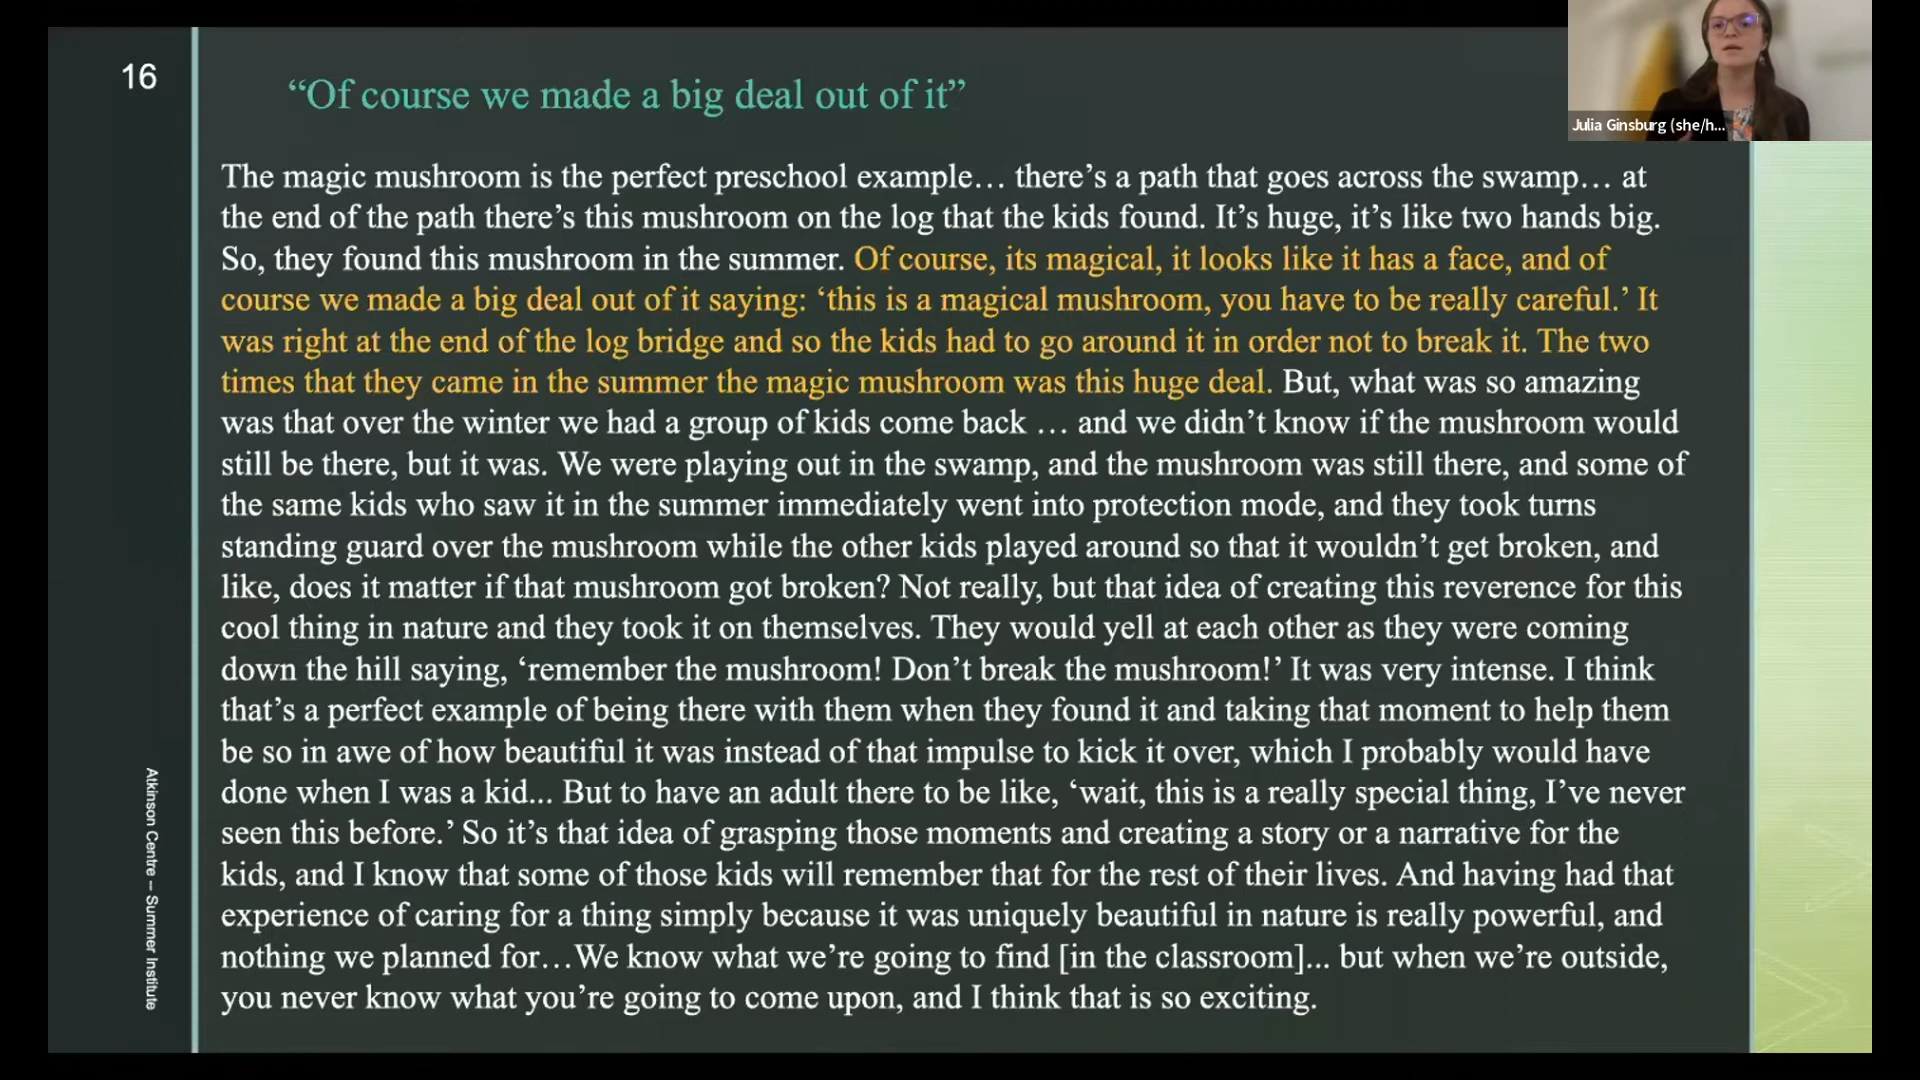 16
“Of course we made a big deal out of it”
Julia Ginsburg (she/h...
The magic mushroom is the perfect preschool example… there’s a path that goes across the swamp… at
the end of the path there’s this mushroom on the log that the kids found. It’s huge, it’s like two hands big.
So, they found this mushroom in the summer. Of course, its magical, it looks like it has a face, and of
course we made a big deal out of it saying: ‘this is a magical mushroom, you have to be really careful.’ It
was right at the end of the log bridge and so the kids had to go around it in order not to break it. The two
times that they came in the summer the magic mushroom was this huge deal. But, what was so amazing
was that over the winter we had a group of kids come back … and we didn’t know if the mushroom would
still be there, but it was. We were playing out in the swamp, and the mushroom was still there, and some of
the same kids who saw it in the summer immediately went into protection mode, and they took turns
standing guard over the mushroom while the other kids played around so that it wouldn’t get broken, and
like, does it matter if that mushroom got broken? Not really, but that idea of creating this reverence for this
cool thing in nature and they took it on themselves. They would yell at each other as they were coming
down the hill saying, ‘remember the mushroom! Don’t break the mushroom!’ It was very intense. I think
that’s a perfect example of being there with them when they found it and taking that moment to help them
be so in awe of how beautiful it was instead of that impulse to kick it over, which I probably would have
done when I was a kid... But to have an adult there to be like, ‘wait, this is a really special thing, I’ve never
seen this before.’ So it’s that idea of grasping those moments and creating a story or a narrative for the
kids, and I know that some of those kids will remember that for the rest of their lives. And having had that
experience of caring for a thing simply because it was uniquely beautiful in nature is really powerful, and
nothing we planned for…We know what we’re going to find [in the classroom]... but when we’re outside,
you never know what you’re going to come upon, and I think that is so exciting.
Atkinson Centre – Summer Institute